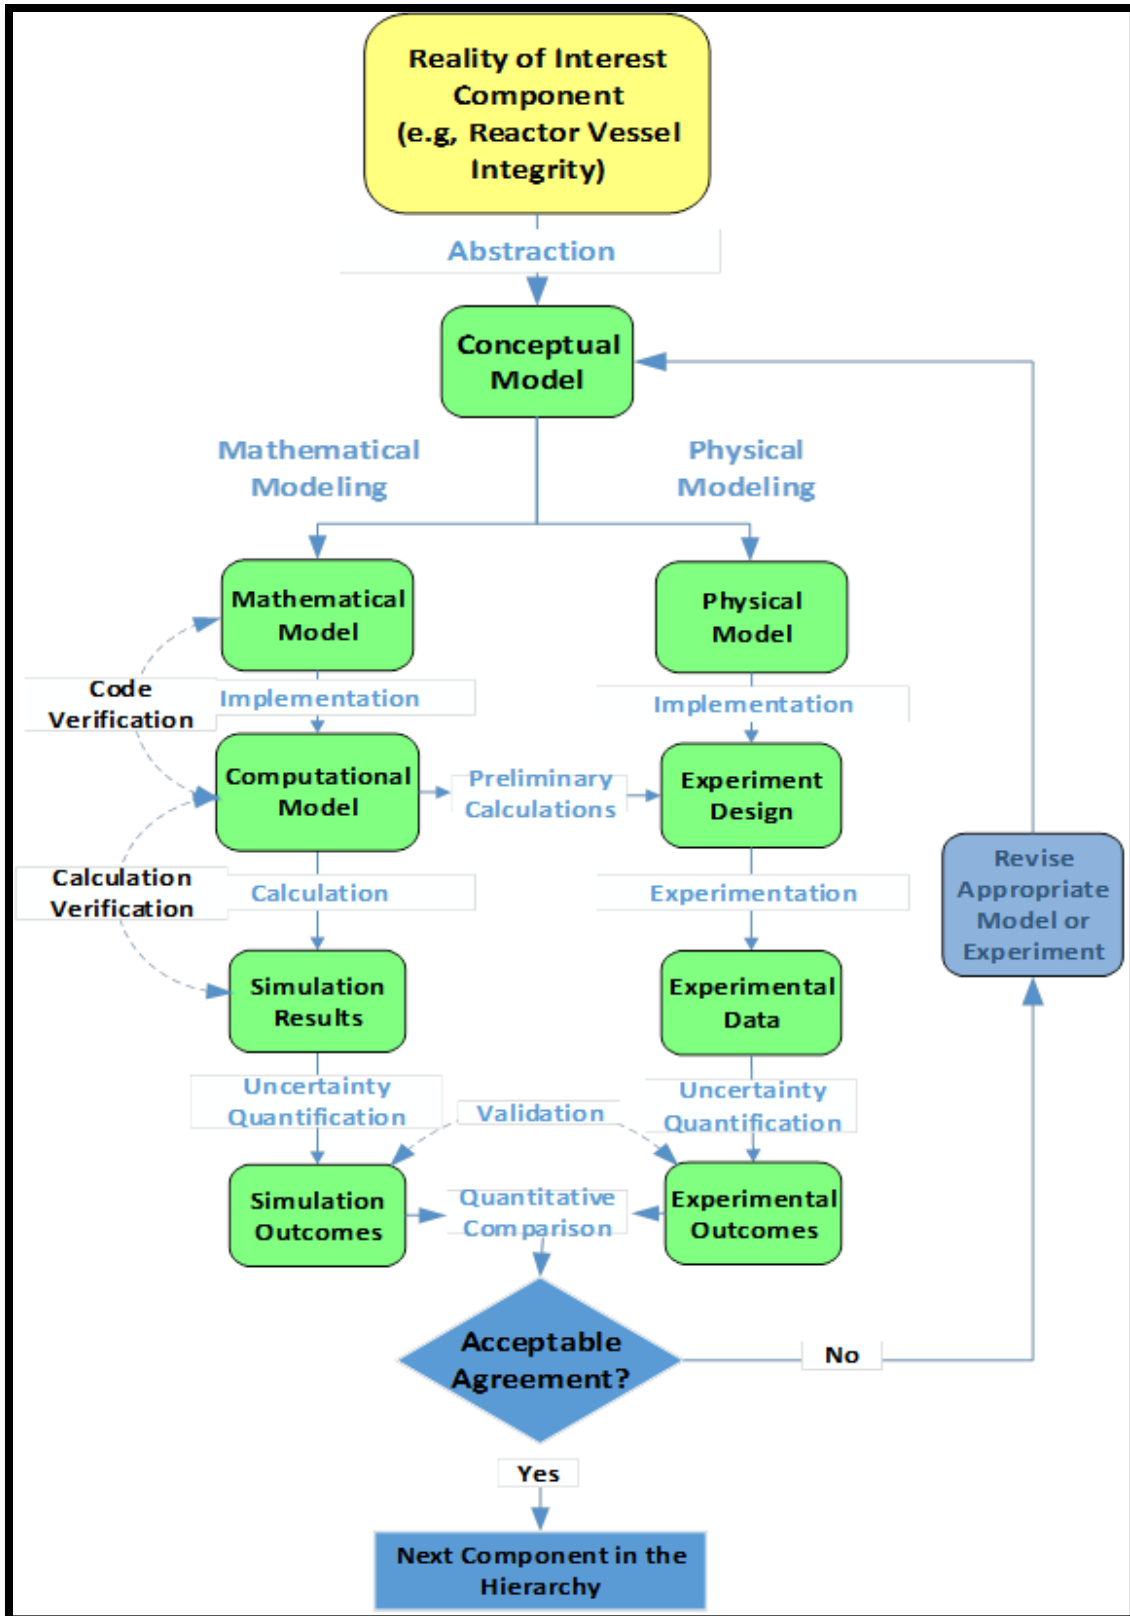 Reality of Interest
Component
(e.g, Reactor Vessel
Integrity)
Abstraction
Conceptual
Model
Mathematical
Modeling
Physical
Modeling
Mathematical
Model
Physical
Model
Code
Verification
Implementation
Implementation
Computational
Model
Preliminary
Calculations
Experiment
Design
Calculation
Verification
Calculation
Experimentation
Revise
Appropriate
Model or
Experiment
Simulation
Results
Experimental
Data
Uncertainty
Quantification
Validation
Uncertainty
Quantification
Simulation
Outcomes
Quantitative
Comparison
Experimental
Outcomes
Acceptable
Agreement?
No
Yes
Next Component in the
Hierarchy